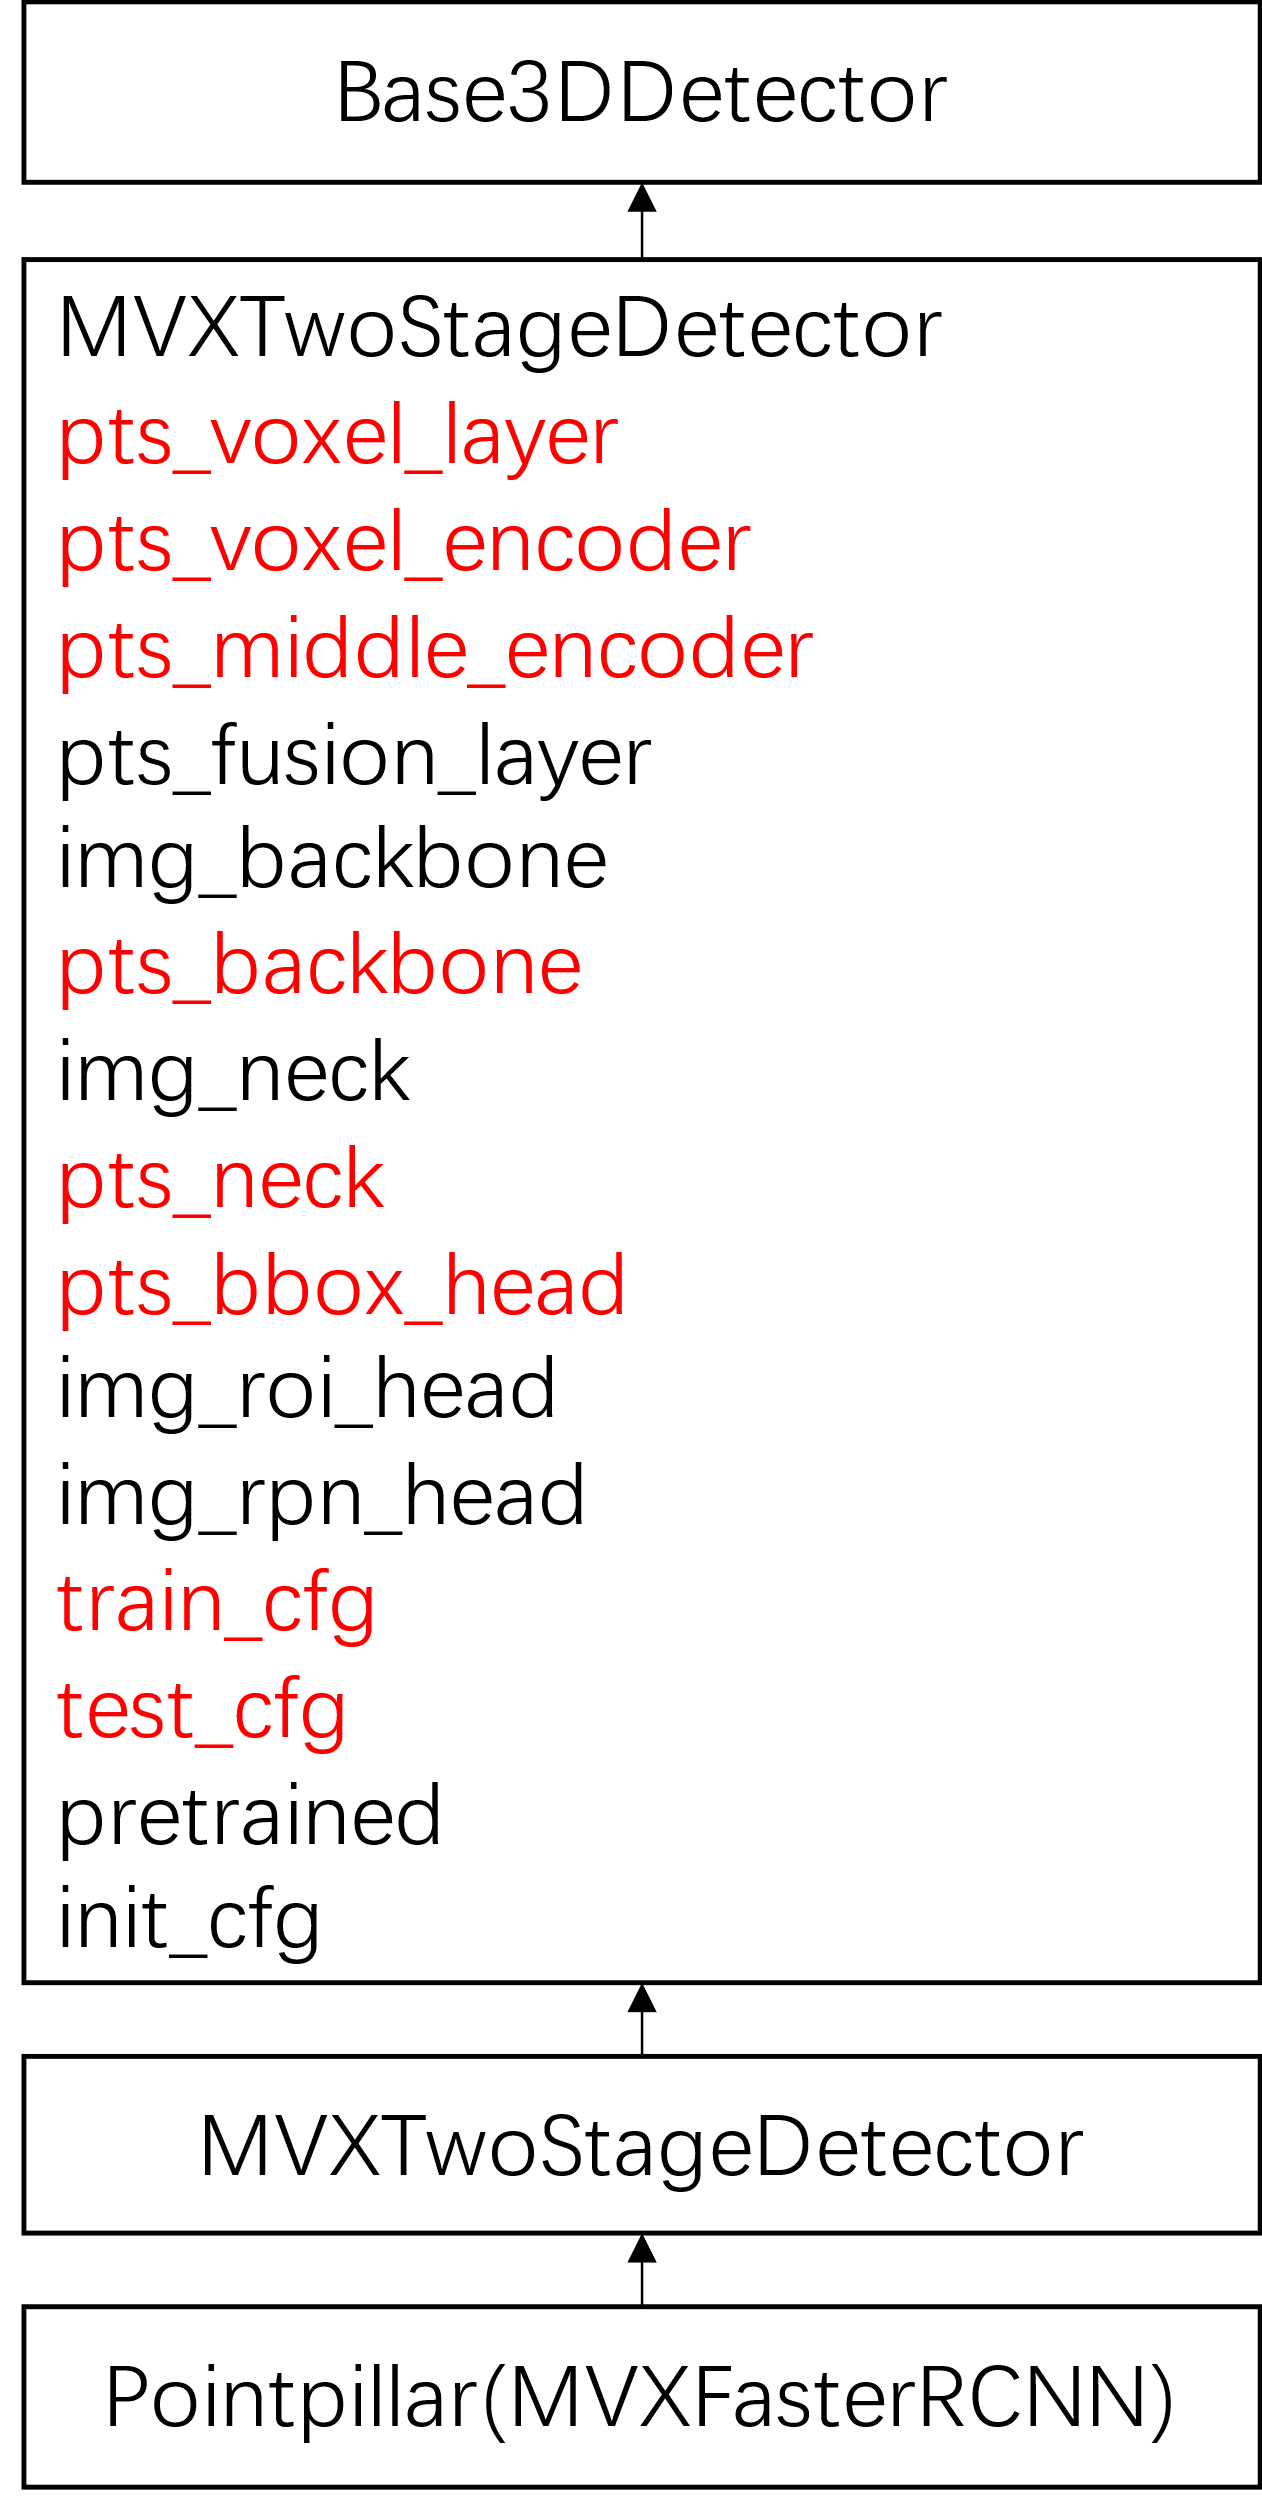 Base3DDetector
MVXTwoStageDetector
pts_voxel_layer
pts_voxel_encoder
pts_middle_encoder
pts_fusion_layer
img_backbone
pts_backbone
img_neck
pts_neck
pts_bbox_head
img_roi_head
img_rpn_head
train_cfg
test_cfg
pretrained
init_cfg
MVXTwoStageDetector
Pointpillar(MVXFasterRCNN)